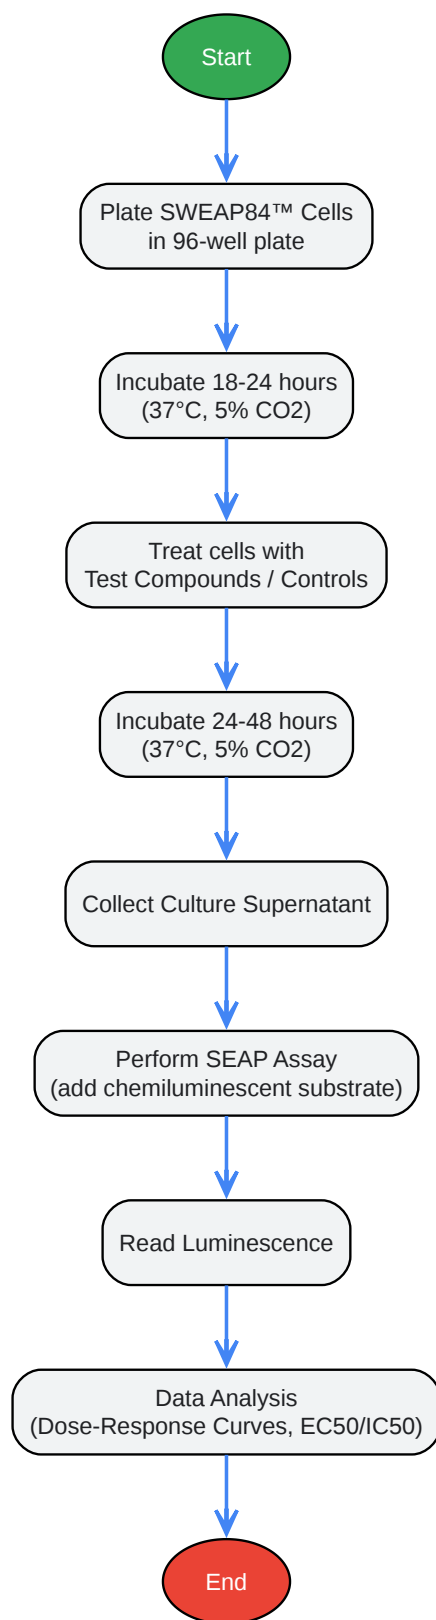 Start
Plate SWEAP84™ Cells
in 96-well plate
Incubate 18-24 hours
(37°C, 5% CO2)
Treat cells with
Test Compounds / Controls
Incubate 24-48 hours
(37°C, 5% CO2)
Collect Culture Supernatant
Perform SEAP Assay
(add chemiluminescent substrate)
Read Luminescence
Data Analysis
(Dose-Response Curves, EC50/IC50)
End